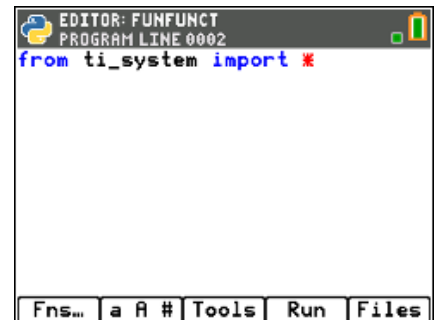 EDITOR: FUNFUNCT
PROGRAM LINE 0002
from ti_system import *
Fns… a A # Tools Run Files